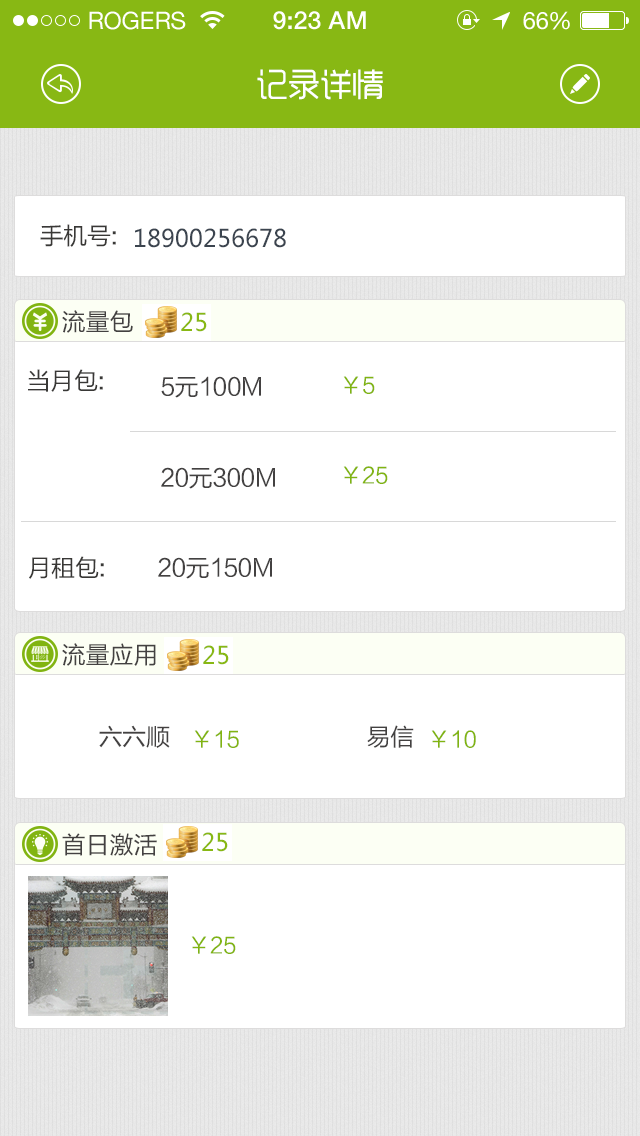 ROGERS 9:23 AM 66%
记录详情
手机号: 18900256678
流量包 25
当月包: 5元100M ￥5
20元300M ￥25
月租包: 20元150M
流量应用 25
六六顺 ￥15 易信 ￥10
首日激活 25
￥25